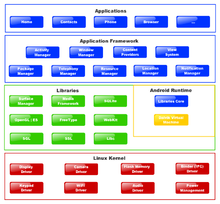 Applications
Home
Contacts
Phone
Browser
...
Application Framework
Activity
Manager
Window
Manager
Content
Providers
View
System
Package
Manager
Telephony
Manager
Resource
Manager
Location
Manager
Notification
Manager
Libraries
Surface
Manager
Media
Framework
SQLite
OpenGL | ES
FreeType
WebKit
SGL
SSL
Libc
Android Runtime
Core Libraries
Linux Kernel
Display
Driver
Camera
Driver
Flash Memory
Driver
Binder (IPC)
Driver
Keypad
Driver
WiFi
Driver
Audio
Driver
Power
Management